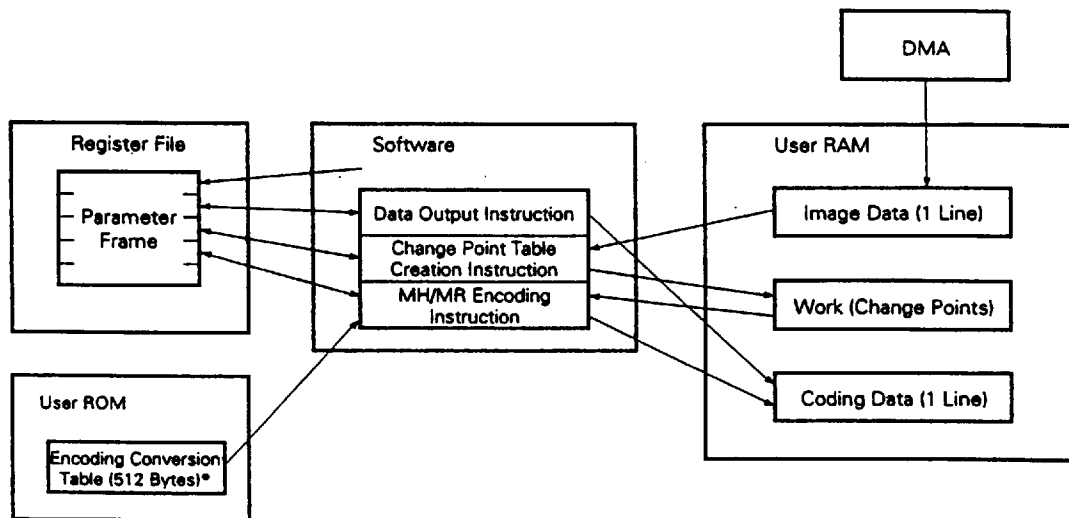 DMA
Register File
Parameter
Frame
Software
Data Output Instruction
Change Point Table
Creation Instruction
MH/MR Encoding
Instruction
User RAM
Image Data (1 Line)
Work (Change Points)
Coding Data (1 Line)
User ROM
Encoding Conversion
Table (512 Bytes)*